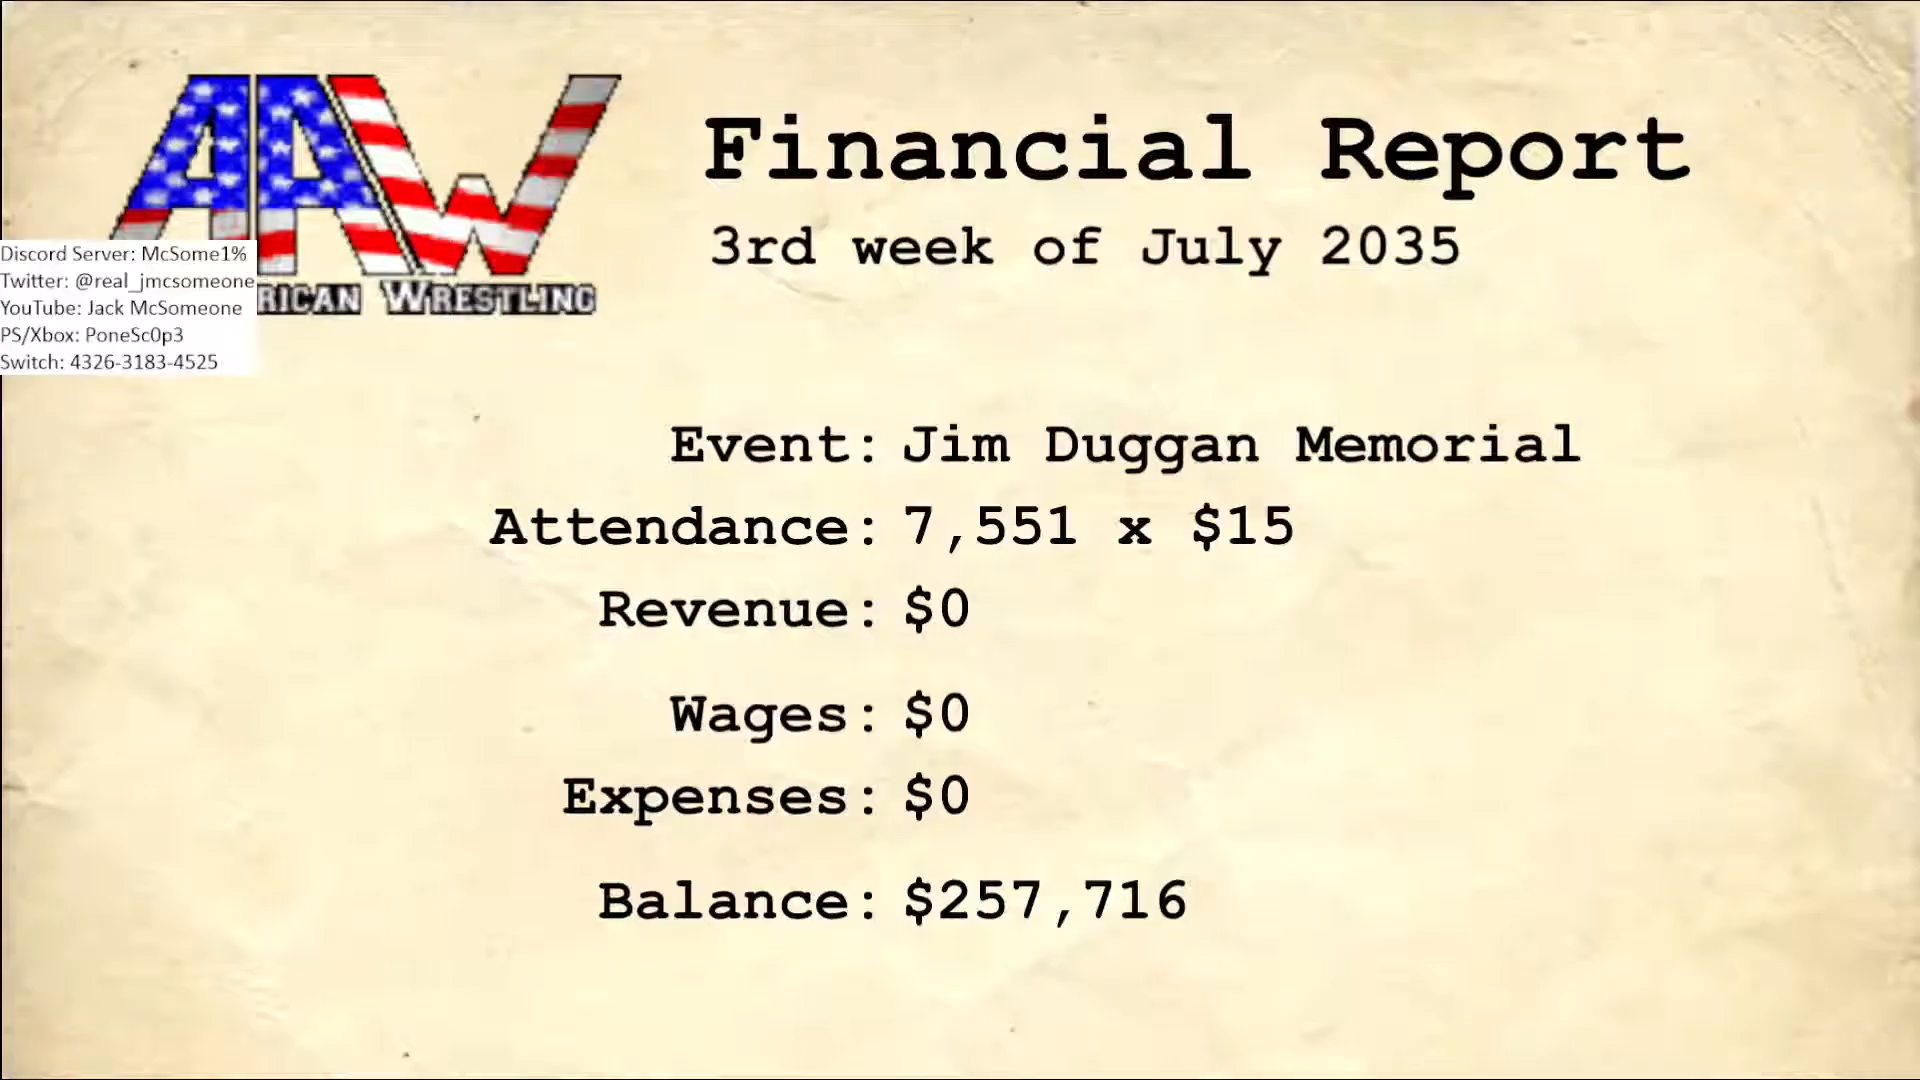 AAW
Financial Report
3rd week of July 2035
Discord Server: McSome1%
Twitter: @real_jmcsomeone
YouTube: Jack McSomeone
PS/Xbox: PoneSc0p3
Switch: 4326-3183-4525
RICAN WRESTLING
Event: Jim Duggan Memorial
Attendance: 7,551 x $15
Revenue: $0
Wages: $0
Expenses: $0
Balance: $257,716